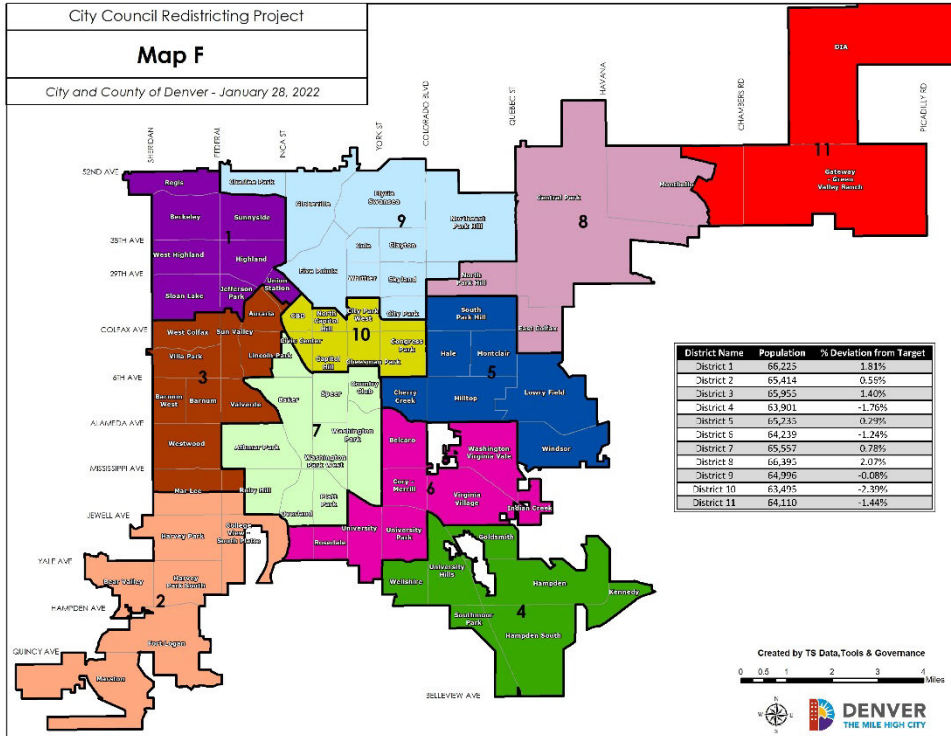 City Council Redistricting Project
Map F
City and County of Denver - January 28, 2022
SHERIDAN
FEDERAL
INCA ST
YORK ST
COLORADO BLVD
QUEBEC ST
HAVANA
CHAMBERS RD
PICADILLY RD
52ND AVE
38TH AVE
29TH AVE
COLFAX AVE
6TH AVE
ALAMEDA AVE
MISSISSIPPI AVE
JEWELL AVE
YALE AVE
HAMPDEN AVE
QUINCY AVE
BELLEVIEW AVE
DIA
11
Gateway
- Green
Valley Ranch
Montbello
Central Park
8
North
Park Hill
East Colfax
Regis
Berkeley
Sunnyside
1
West Highland
Highland
Sloan Lake
Jefferson
Park
Union
Station
Chaffee Park
Globeville
Elyria
Swansea
9
Northeast
Park Hill
Cole
Clayton
Five Points
Whittier
Skyland
City Park
CBD
North
Capitol
Hill
City Park
West
10
Congress
Park
Civic Center
Capitol
Hill
Cheesman Park
Auraria
West Colfax
Sun Valley
Villa Park
Lincoln Park
3
Barnum
West
Barnum
Valverde
Westwood
Mar Lee
Ruby Hill
South
Park Hill
Hale
Montclair
5
Cherry
Creek
Hilltop
Lowry Field
Windsor
Baker
Speer
Country
Club
7
Washington
Park
Athmar Park
Washington
Park West
Platt
Park
Overland
Belcaro
Washington
Virginia Vale
Cory -
Merrill
6
Virginia
Village
Indian Creek
University
University
Park
Rosedale
Harvey Park
College
View -
South Platte
Bear Valley
Harvey
Park South
2
Fort Logan
Marston
Goldsmith
University
Hills
Wellshire
Hampden
Kennedy
Southmoor
Park
4
Hampden South
District Name Population % Deviation from Target
District 1 66,225 1.81%
District 2 65,414 0.56%
District 3 65,955 1.40%
District 4 63,901 -1.76%
District 5 65,235 0.29%
District 6 64,239 -1.24%
District 7 65,557 0.78%
District 8 66,395 2.07%
District 9 64,996 -0.08%
District 10 63,495 -2.39%
District 11 64,110 -1.44%
Created by TS Data,Tools & Governance
0 0.5 1 2 3 4
Miles
N
W
E
S
DENVER
THE MILE HIGH CITY